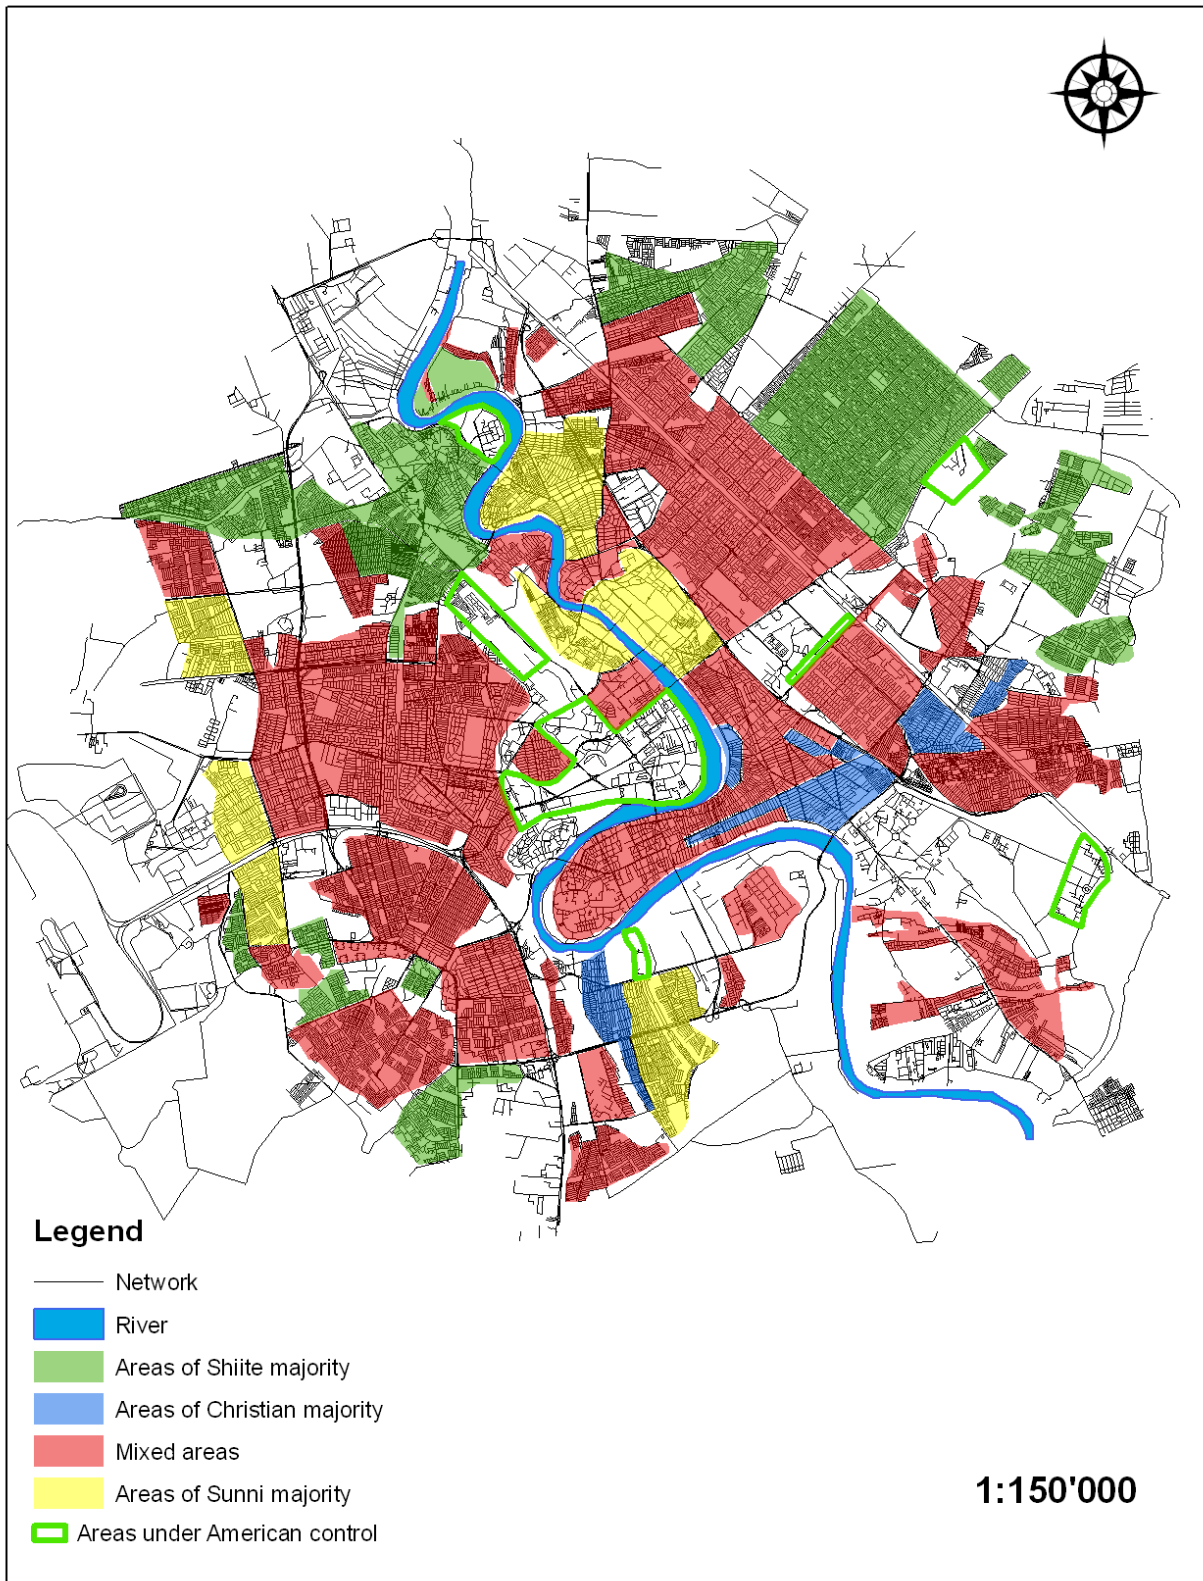 Legend
Network
River
Areas of Shiite majority
Areas of Christian majority
Mixed areas
Areas of Sunni majority
Areas under American control
1:150'000